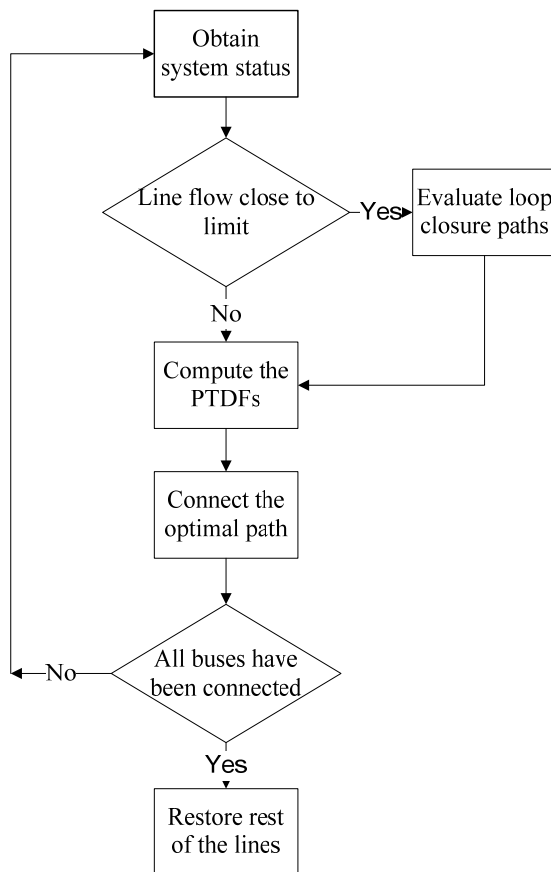 Obtain
system status
Line flow close to
limit
Yes
Evaluate loop
closure paths
No
Compute the
PTDFs
Connect the
optimal path
All buses have
been connected
No
Yes
Restore rest
of the lines